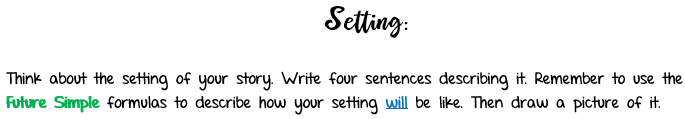 Setting:
Think about the setting of your story. Write four sentences describing it. Remember to use the
Future Simple formulas to describe how your setting will be like. Then draw a picture of it.